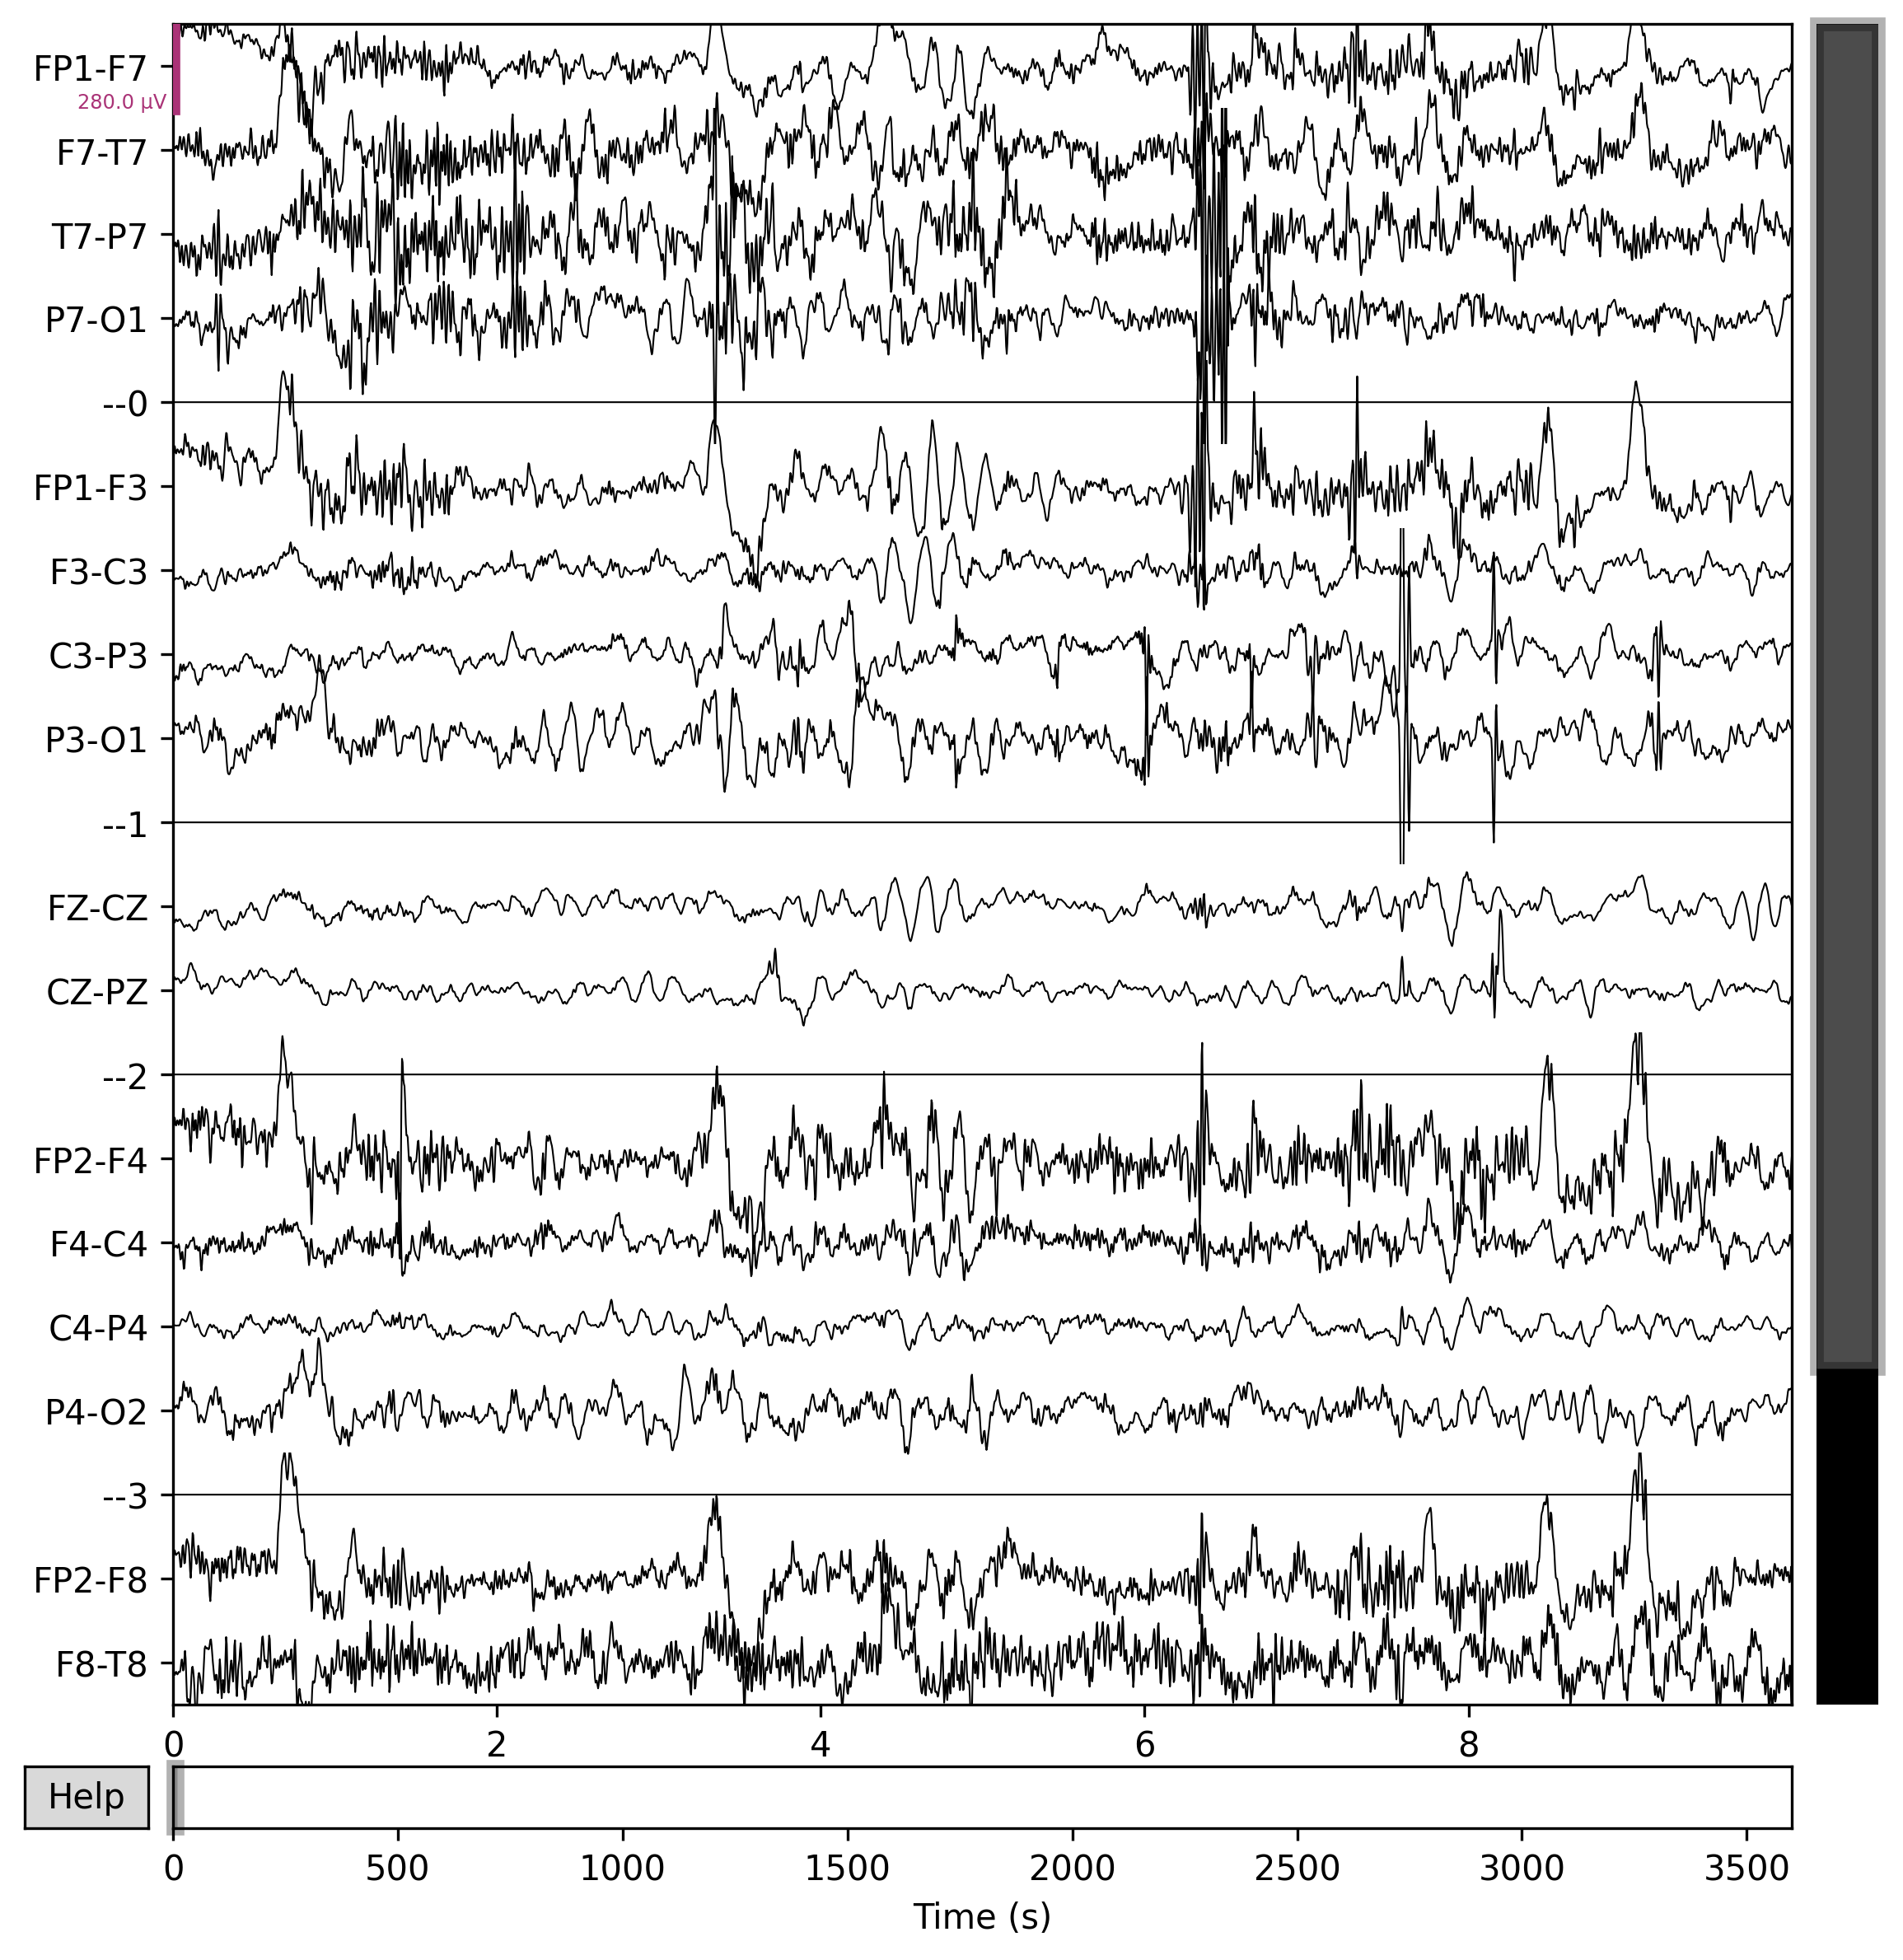 FP1-F7
280.0 µV
F7-T7
T7-P7
P7-O1
--0
FP1-F3
F3-C3
C3-P3
P3-O1
--1
FZ-CZ
CZ-PZ
--2
FP2-F4
F4-C4
C4-P4
P4-O2
--3
FP2-F8
F8-T8
0 2 4 6 8
Help
0 500 1000 1500 2000 2500 3000 3500
Time (s)